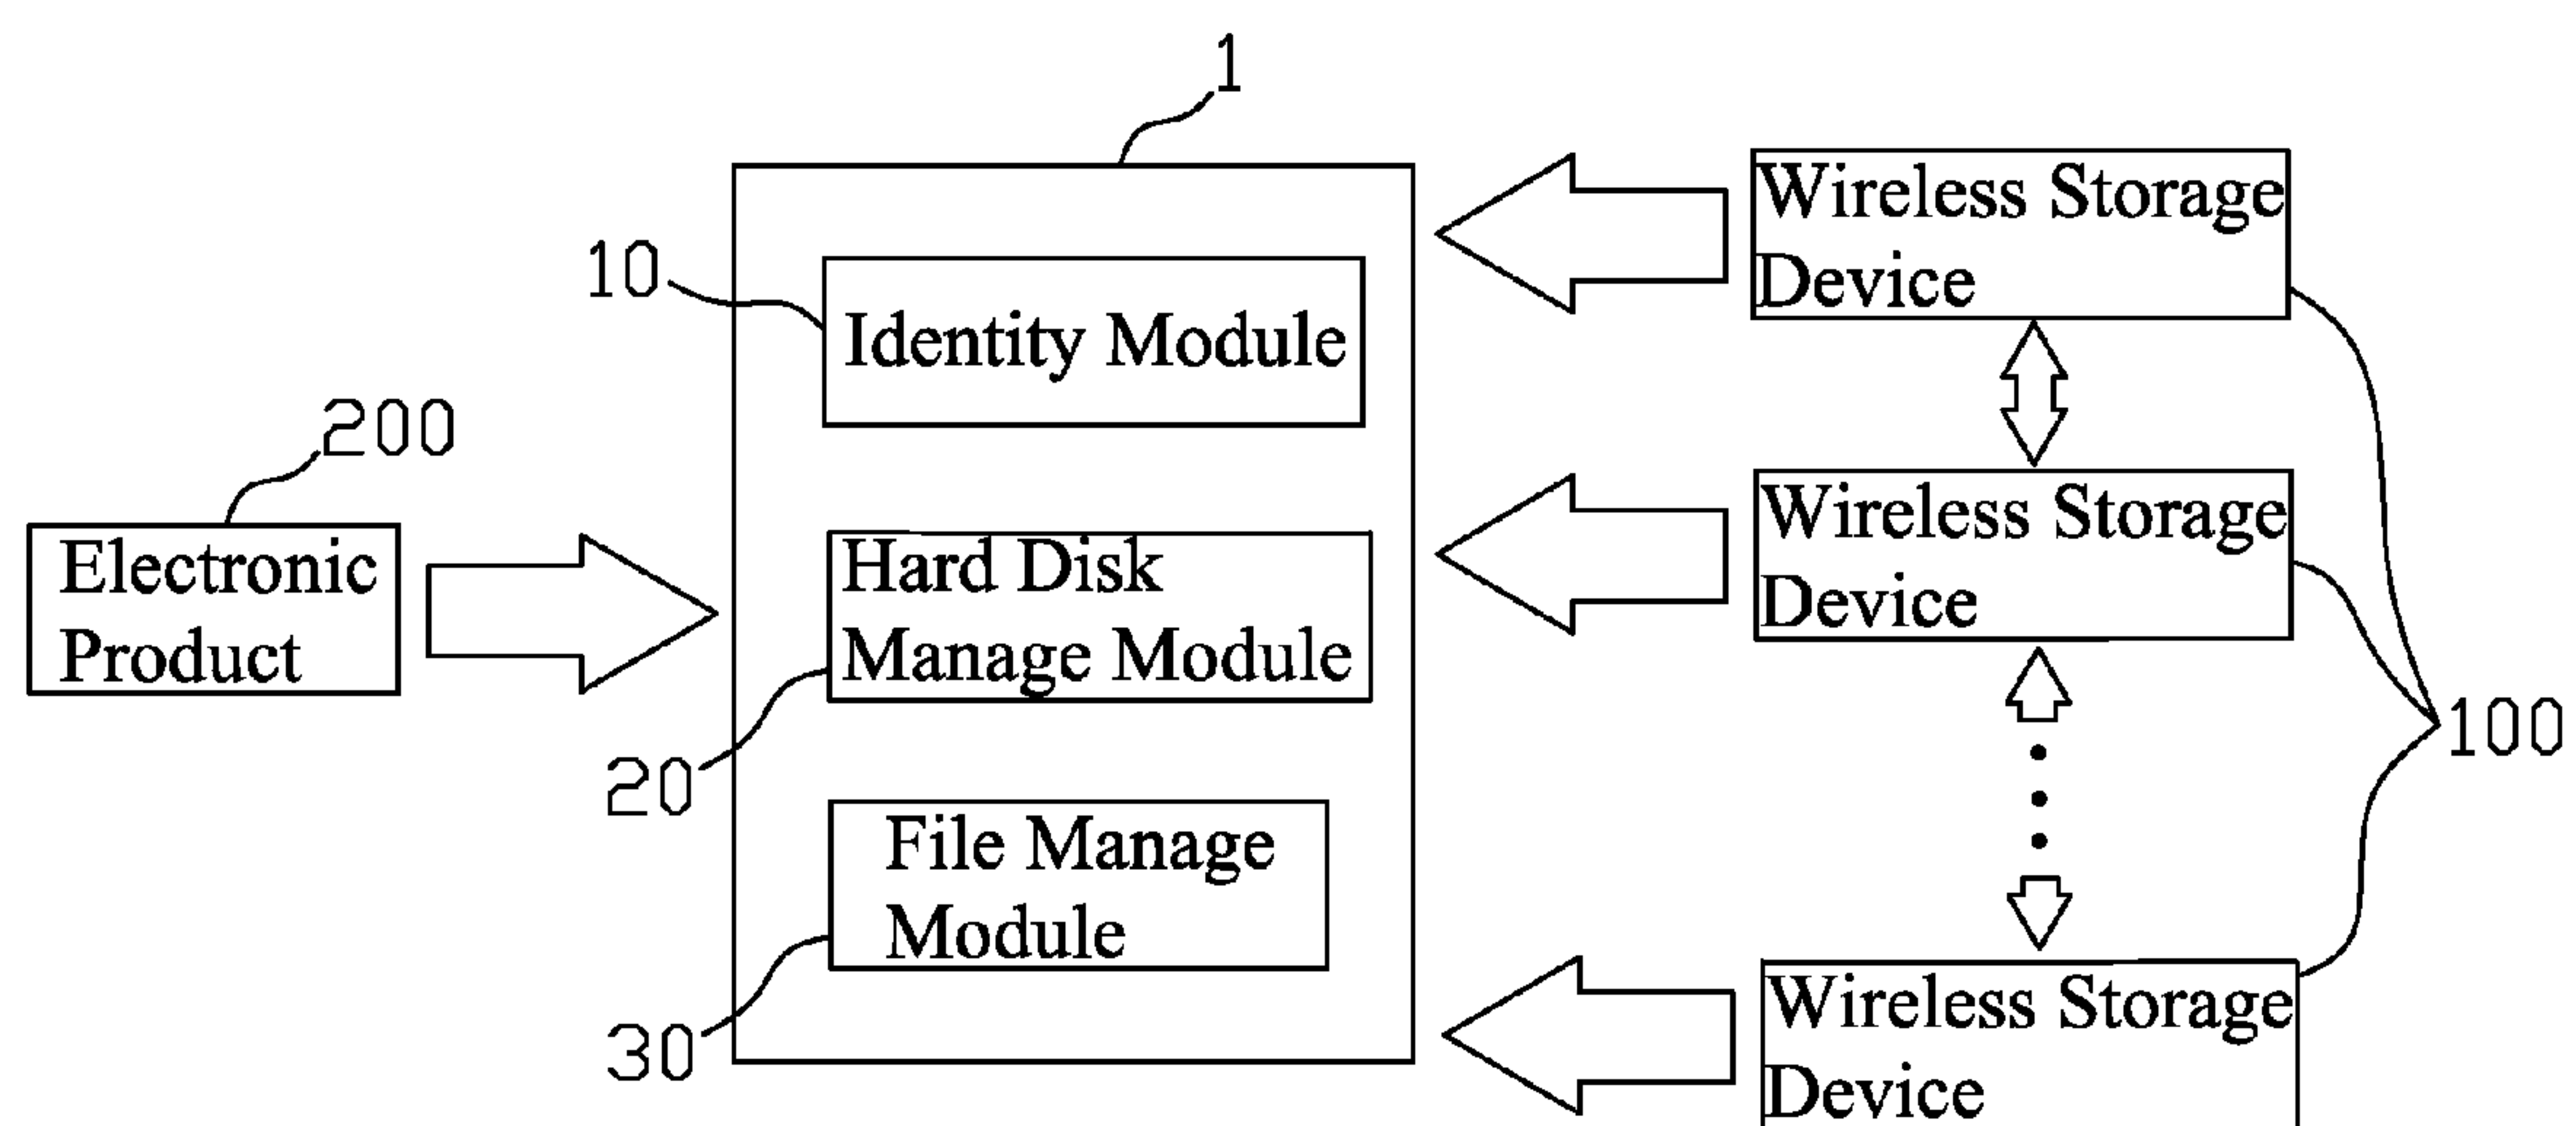 1
Wireless Storage
Device
10
Identity Module
200
Electronic
Product
Hard Disk
Manage Module
Wireless Storage
Device
20
100
File Manage
Module
30
Wireless Storage
Device